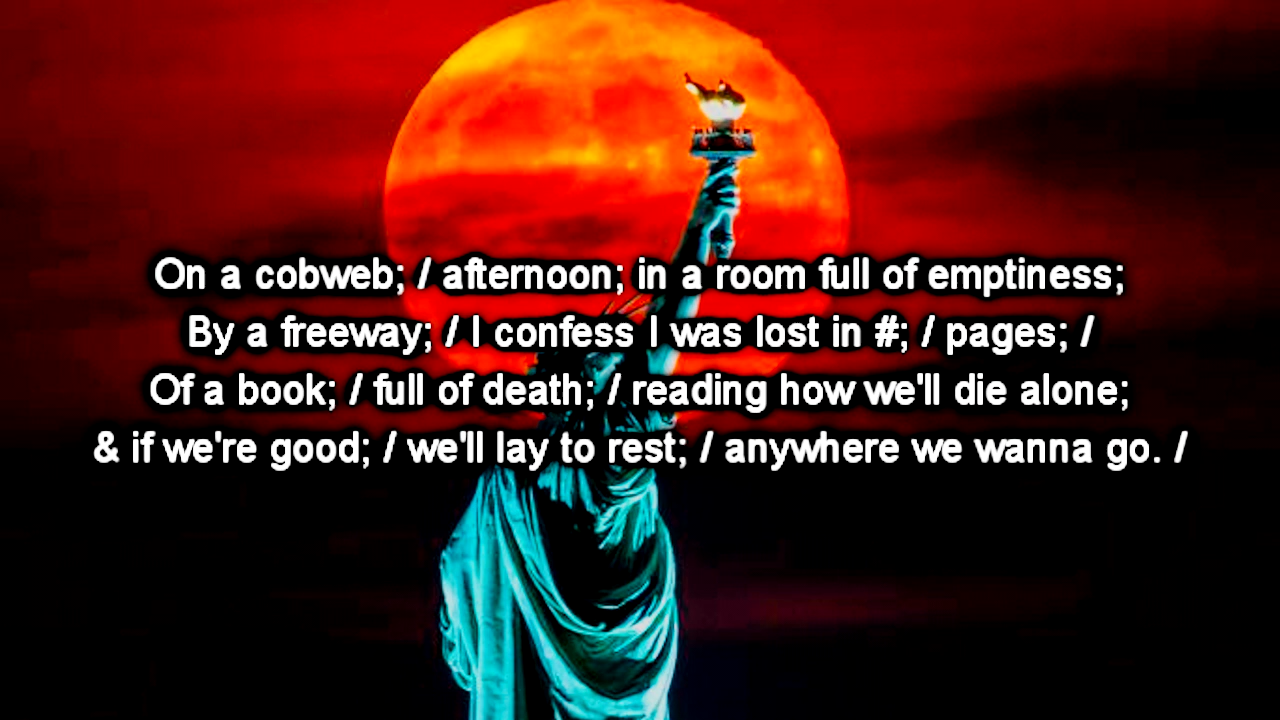 On a cobweb; / afternoon; in a room full of emptiness;
By a freeway; / I confess I was lost in #; / pages; /
Of a book; / full of death; / reading how we'll die alone;
& if we're good; / we'll lay to rest; / anywhere we wanna go. /